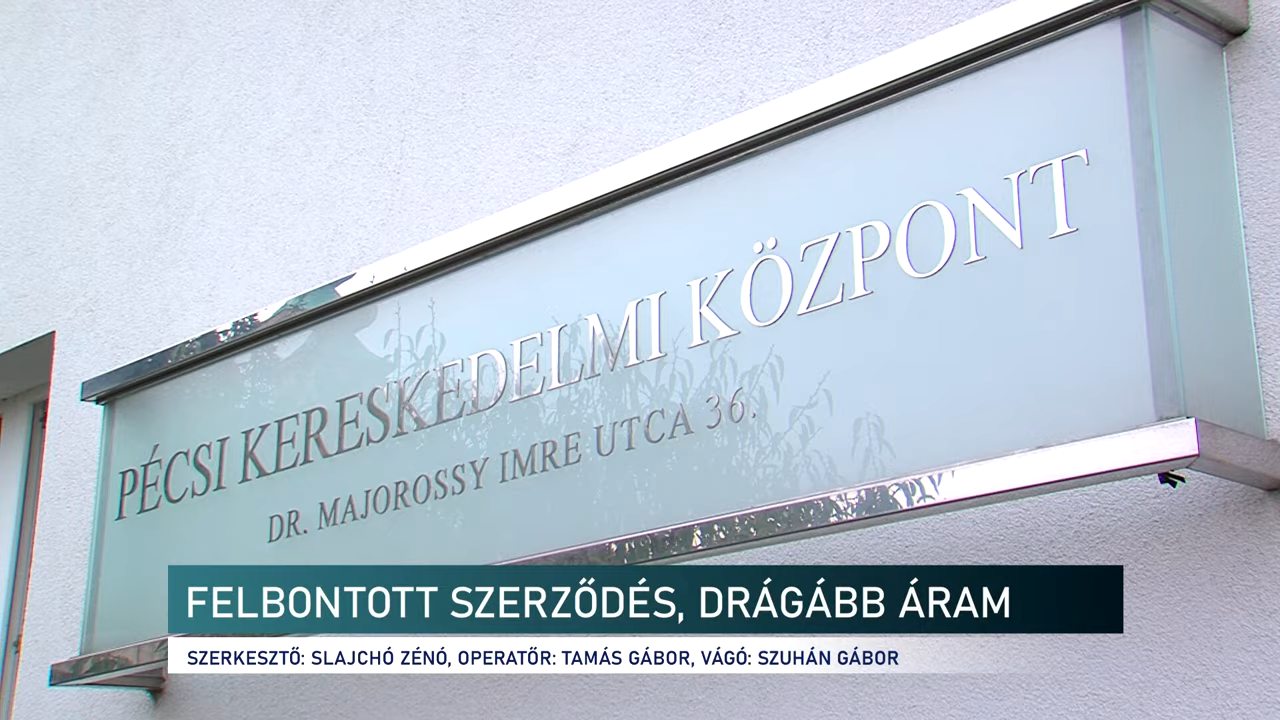 PÉCSI KERESKEDELMI KÖZPONT
DR. MAJOROSSY IMRE UTCA 36.
FELBONTOTT SZERZŐDÉS, DRÁGÁBB ÁRAM
SZERKESZTŐ: SLAJCHÓ ZÉNÓ, OPERATŐR: TAMÁS GÁBOR, VÁGÓ: SZUHÁN GÁBOR